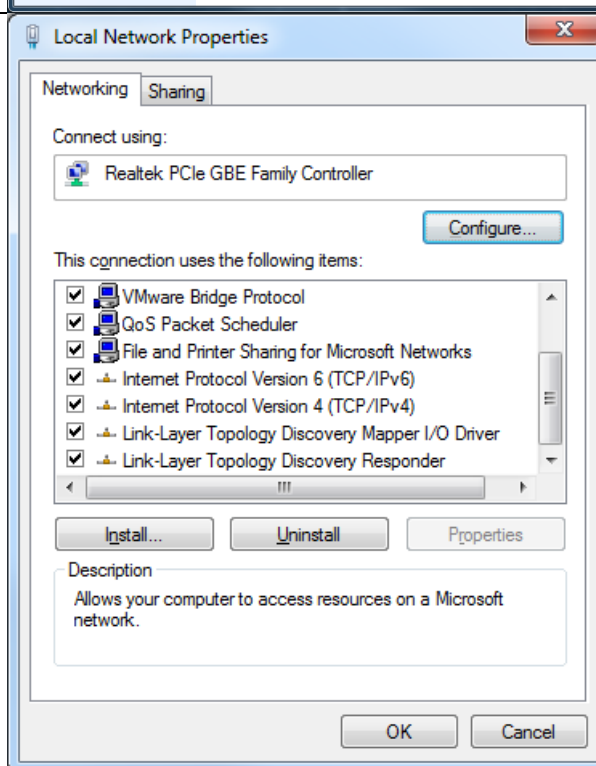 Local Network Properties
Networking
Sharing
Connect using:
Realtek PCIe GBE Family Controller
Configure...
This connection uses the following items:
VMware Bridge Protocol
QoS Packet Scheduler
File and Printer Sharing for Microsoft Networks
Internet Protocol Version 6 (TCP/IPv6)
Internet Protocol Version 4 (TCP/IPv4)
Link-Layer Topology Discovery Mapper I/O Driver
Link-Layer Topology Discovery Responder
Install...
Uninstall
Properties
Description
Allows your computer to access resources on a Microsoft
network.
OK
Cancel